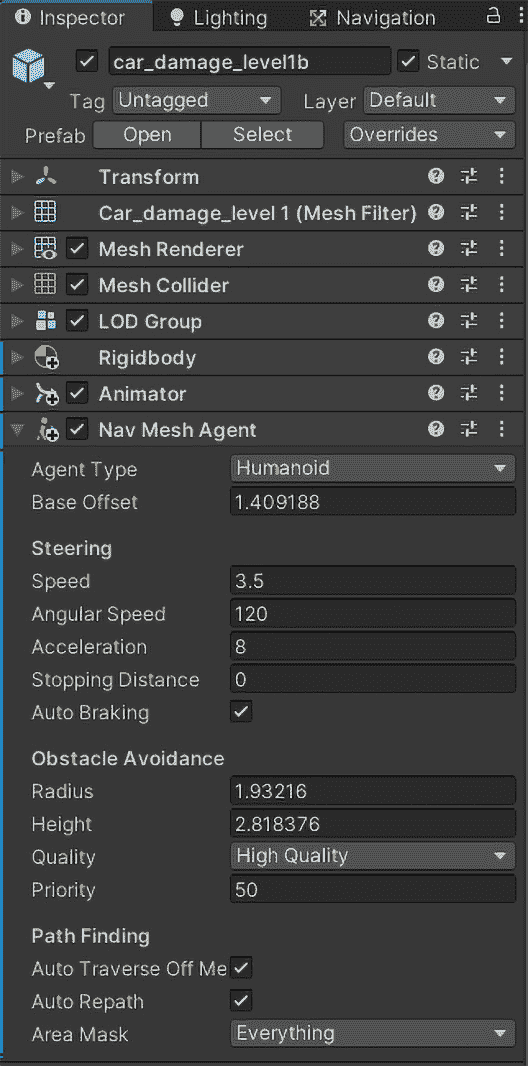 Inspector Lighting Navigation
car_damage_level1b Static
Tag Untagged Layer Default
Prefab Open Select Overrides
Transform
Car_damage_level 1 (Mesh Filter)
Mesh Renderer
Mesh Collider
LOD Group
Rigidbody
Animator
Nav Mesh Agent
Agent Type Humanoid
Base Offset 1.409188
Steering
Speed 3.5
Angular Speed 120
Acceleration 8
Stopping Distance 0
Auto Braking
Obstacle Avoidance
Radius 1.93216
Height 2.818376
Quality High Quality
Priority 50
Path Finding
Auto Traverse Off Me
Auto Repath
Area Mask Everything